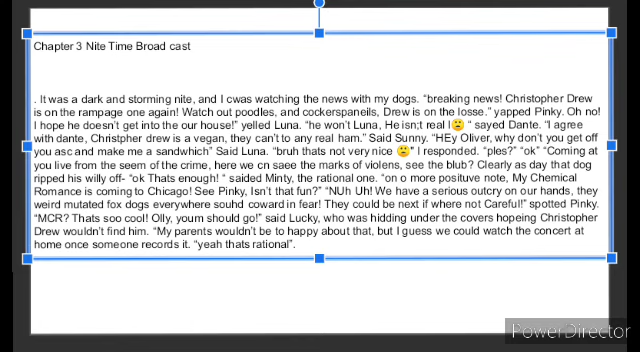 Chapter 3 Nite Time Broad cast
. It was a dark and storming nite, and I cwas watching the news with my dogs. “breaking news! Christopher Drew
is on the rampage one again! Watch out poodles, and cockerspaneils, Drew is on the losse.” yapped Pinky. Oh no!
I hope he doesn’t get into the our house!” yelled Luna. “he won’t Luna, He isn;t real I😢 “ sayed Dante. “I agree
with dante, Christpher drew is a vegan, they can’t to any real ham.” Said Sunny. “HEy Oliver, why don’t you get off
you asc and make me a sandwhich” Said Luna. “bruh thats not very nice 😢” I responded. “ples?” “ok” “Coming at
you live from the seem of the crime, here we cn saee the marks of violens, see the blub? Clearly as day that dog
ripped his willy off- “ok Thats enough! “ saided Minty, the rational one. “on o more posituve note, My Chemical
Romance is coming to Chicago! See Pinky, Isn’t that fun?” “NUh Uh! We have a serious outcry on our hands, they
weird mutated fox dogs everywhere souhd coward in fear! They could be next if where not Careful!” spotted Pinky.
“MCR? Thats soo cool! Olly, youm should go!” said Lucky, who was hidding under the covers hopeing Christopher
Drew wouldn’t find him. “My parents wouldn’t be to happy about that, but I guess we could watch the concert at
home once someone records it. “yeah thats rational”.
PowerDirector